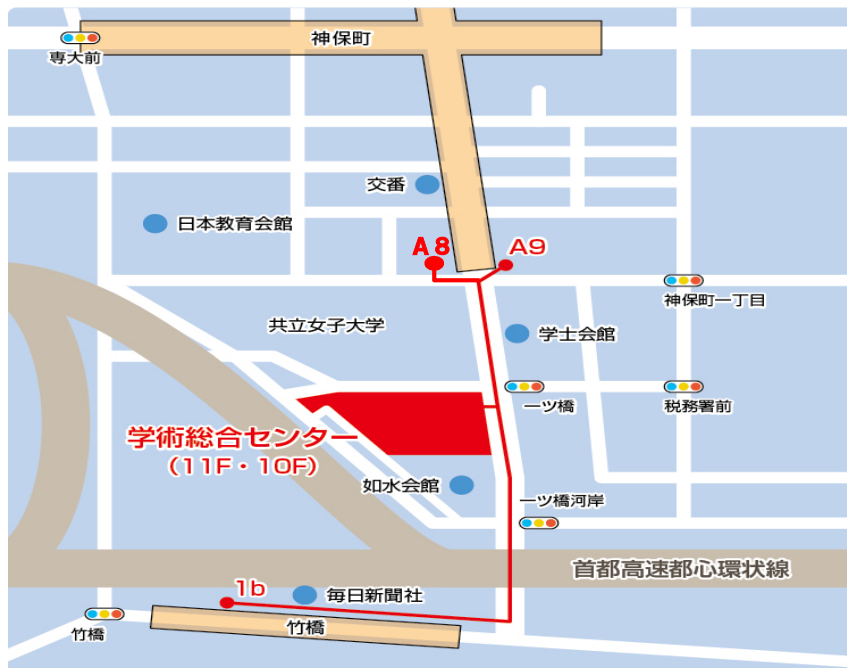 神保町
専大前
交番
日本教育会館
A8
A9
神保町一丁目
共立女子大学
学士会館
一ツ橋
税務署前
学術総合センター
(11F・10F)
如水会館
一ツ橋河岸
首都高速都心環状線
1b
毎日新聞社
竹橋
竹橋